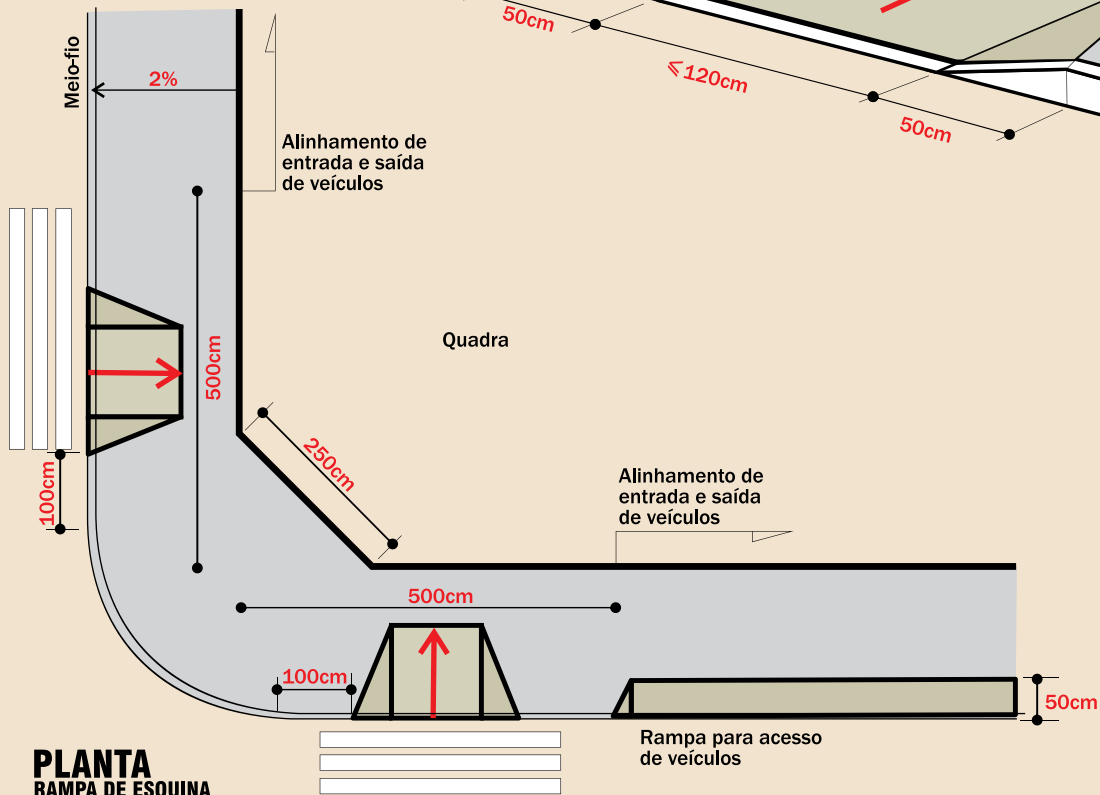 50cm
⩽120cm
50cm
Meio-fio
2%
Alinhamento de
entrada e saída
de veículos
500cm
Quadra
250cm
100cm
Alinhamento de
entrada e saída
de veículos
500cm
100cm
50cm
Rampa para acesso
de veículos
PLANTA
RAMPA DE ESQUINA